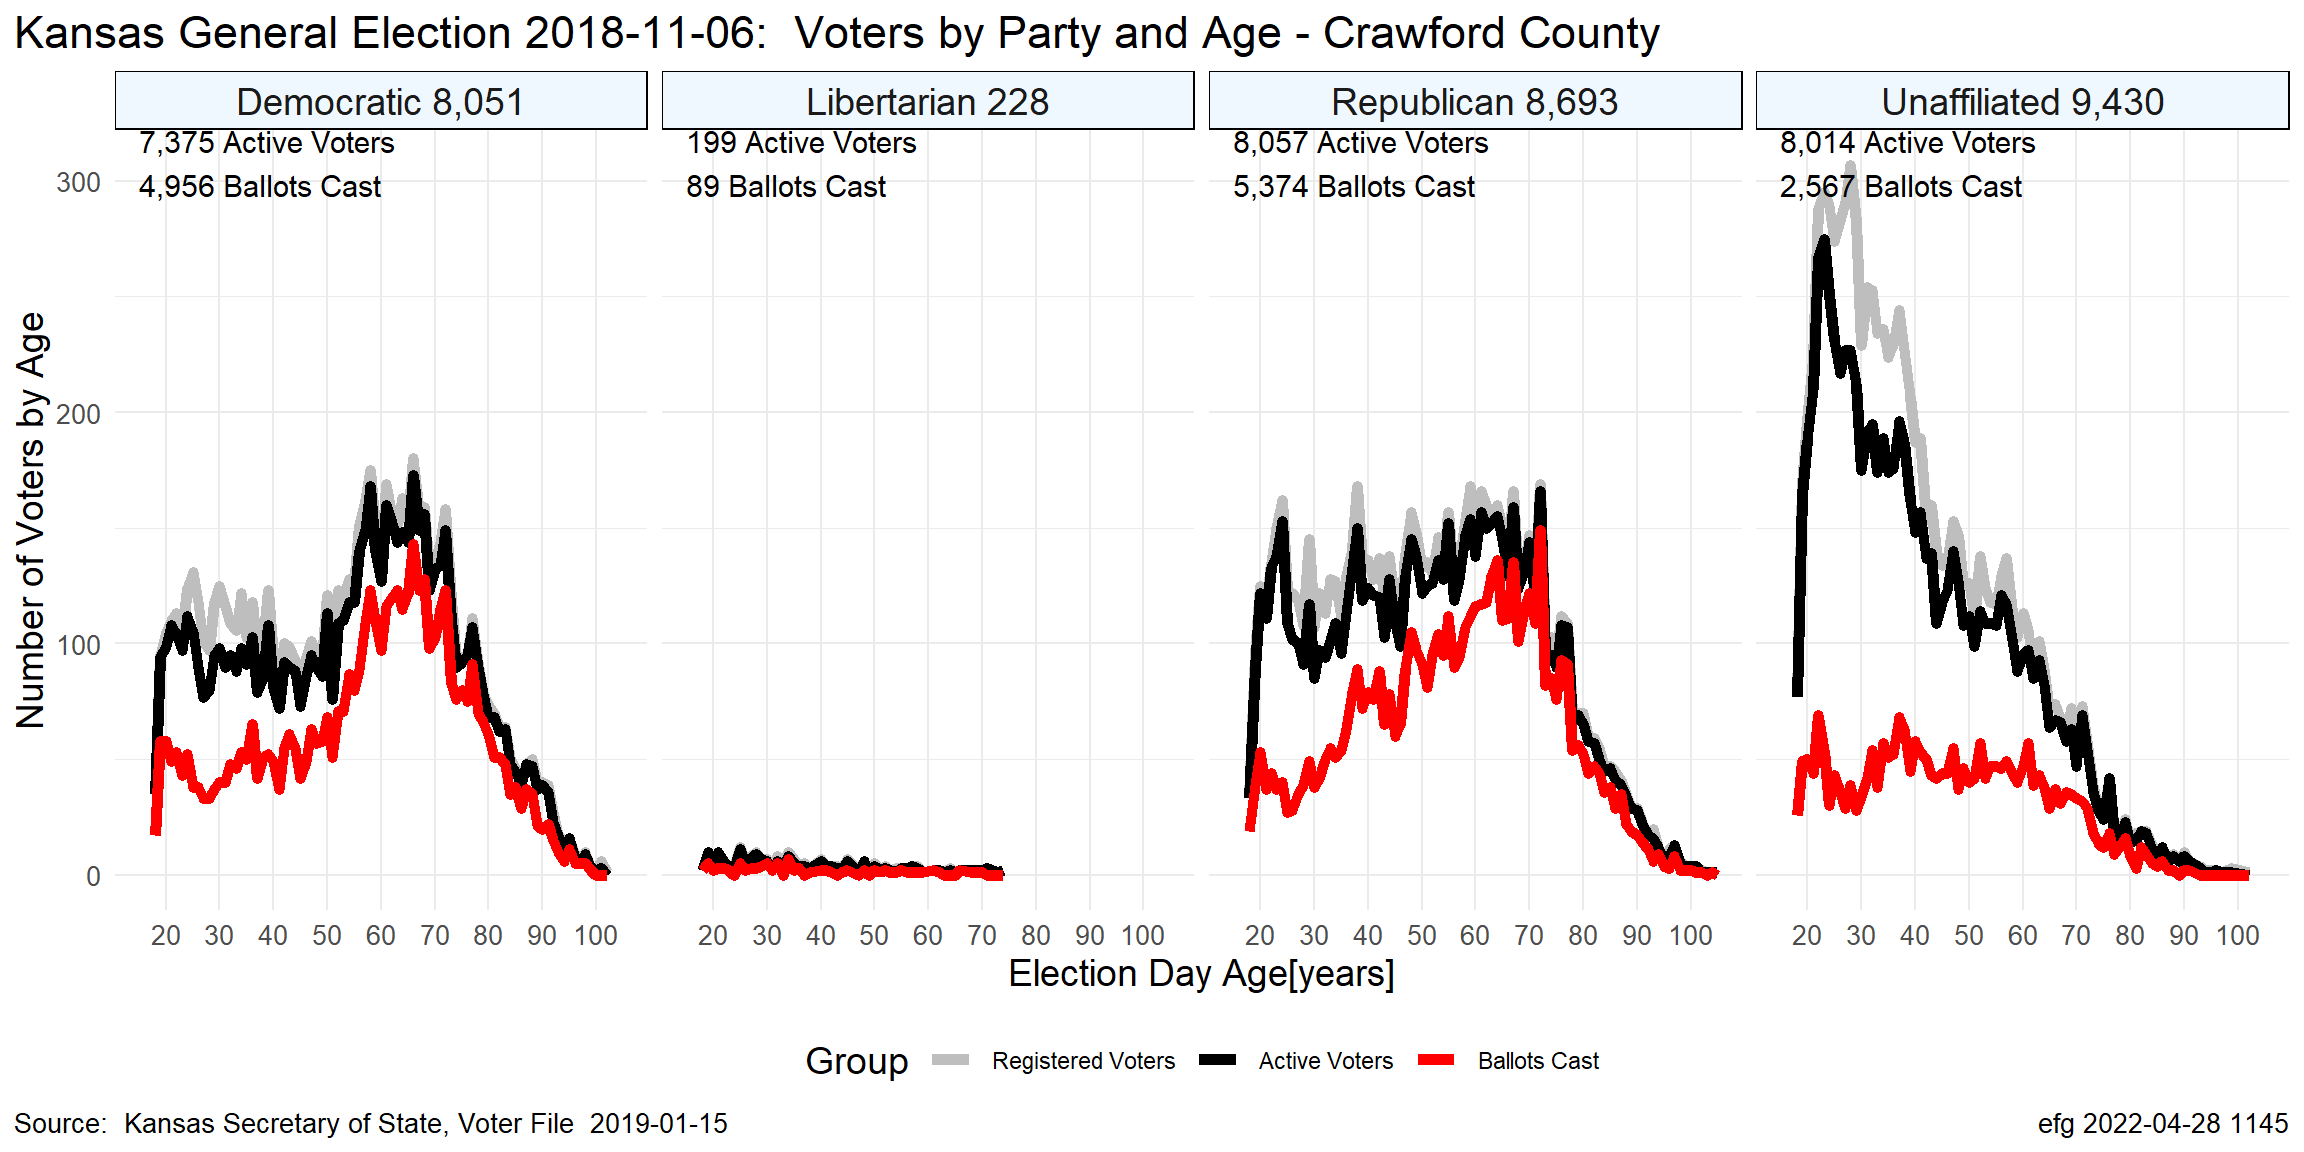 Kansas General Election 2018-11-06:  Voters by Party and Age - Crawford County
Democratic 8,051
Libertarian 228
Republican 8,693
Unaffiliated 9,430
7,375 Active Voters
4,956 Ballots Cast
199 Active Voters
89 Ballots Cast
8,057 Active Voters
5,374 Ballots Cast
8,014 Active Voters
2,567 Ballots Cast
Number of Voters by Age
300
200
100
0
20 30 40 50 60 70 80 90 100
20 30 40 50 60 70 80 90 100
20 30 40 50 60 70 80 90 100
20 30 40 50 60 70 80 90 100
Election Day Age[years]
Group Registered Voters Active Voters Ballots Cast
Source:  Kansas Secretary of State, Voter File  2019-01-15
efg 2022-04-28 1145